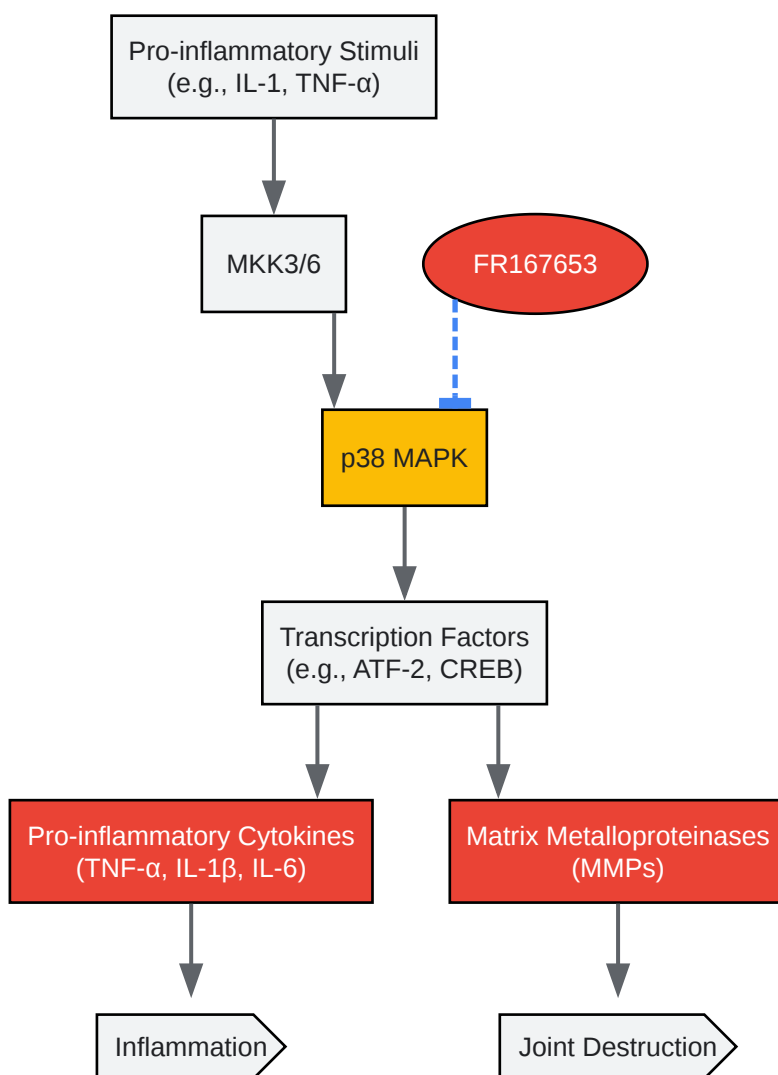 Pro-inflammatory Stimuli
(e.g., IL-1, TNF-α)
MKK3/6
FR167653
p38 MAPK
Transcription Factors
(e.g., ATF-2, CREB)
Pro-inflammatory Cytokines
(TNF-α, IL-1β, IL-6)
Matrix Metalloproteinases
(MMPs)
Inflammation
Joint Destruction